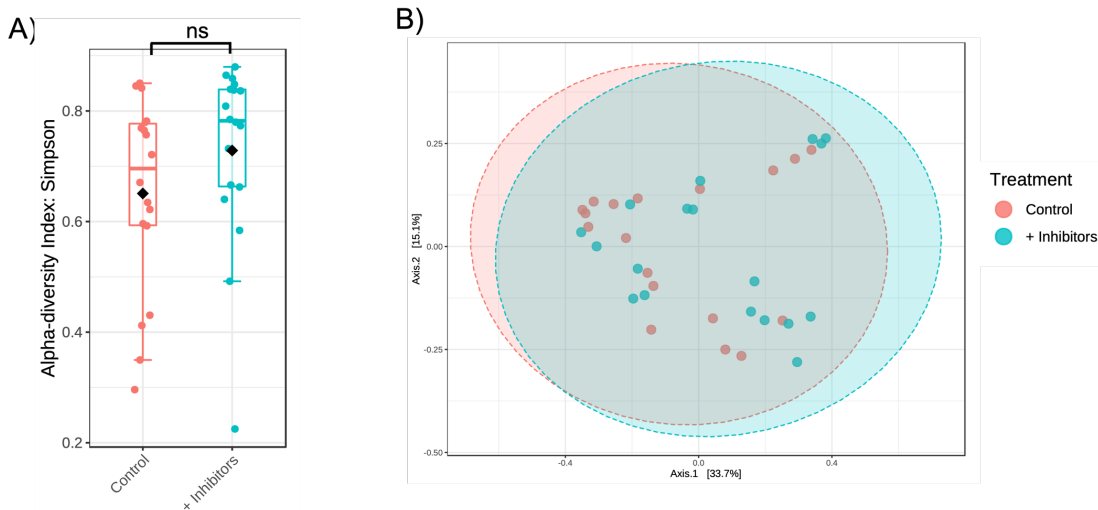 A)
ns
Alpha-diversity Index: Simpson
0.8
0.6
0.4
0.2
Control
+ Inhibitors
B)
Axis.2 [15.1%]
0.25
0.00
-0.25
-0.50
-0.4
0.0
0.4
Axis.1 [33.7%]
Treatment
Control
+ Inhibitors